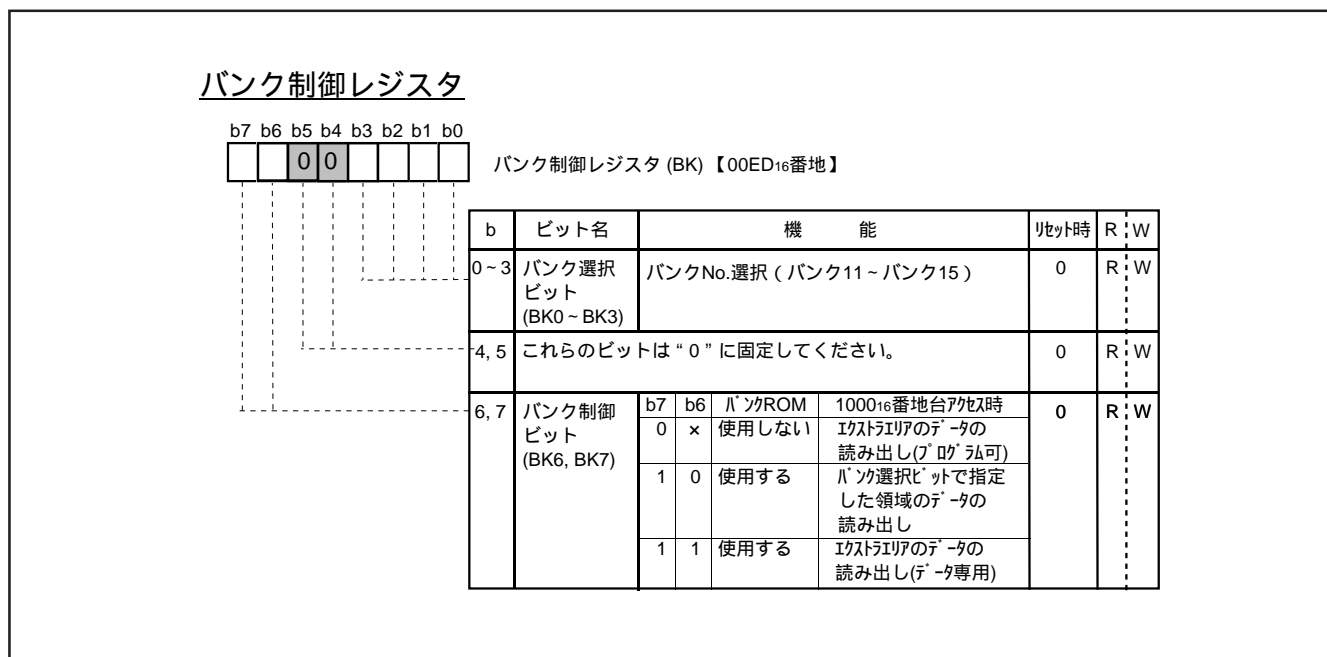 バンク制御レジスタ
b7 b6 b5 b4 b3 b2 b1 b0
0 0
バンク制御レジスタ (BK)【00ED16番地】
b ビット名 機 能 リセット時 R W
0~3 バンク選択 バンクNo.選択(バンク11~バンク15) 0 R W
ビット
(BK0~BK3)
4, 5 これらのビットは“0”に固定してください。 0 R W
6, 7 バンク制御 b7 b6 バンクROM 100016番地台アクセス時 0 R W
ビット 0 × 使用しない エクストラエリアのデータの
(BK6, BK7) 読み出し(プログラム可)
1 0 使用する バンク選択ビットで指定
した領域のデータの
読み出し
1 1 使用する エクストラエリアのデータの
読み出し(データ専用)